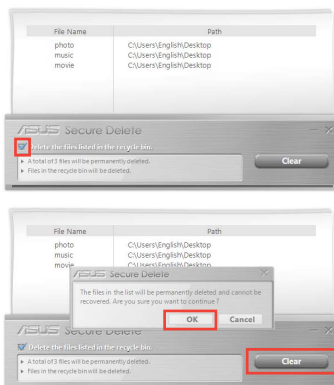 File Name Path
photo C:\Users\English\Desktop
music C:\Users\English\Desktop
movie C:\Users\English\Desktop
ASUS Secure Delete
Delete the files listed in the recycle bin.
A total of 3 files will be permanently deleted.
Files in the recycle bin will be deleted.
Clear
File Name Path
photo C:\Users\English\Desktop
music C:\Users\English\Desktop
movie C:\Users\English\Desktop
ASUS Secure Delete
The files in the list will be permanently deleted and cannot be
recovered. Are you sure you want to continue ?
OK Cancel
ASUS Secure Delete
Delete the files listed in the recycle bin.
A total of 3 files will be permanently deleted.
Files in the recycle bin will be deleted.
Clear